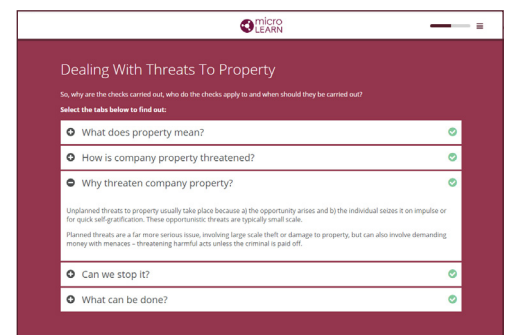 micro
LEARN
Dealing With Threats To Property
So, why are the checks carried out, who do the checks apply to and when should they be carried out?
Select the tabs below to find out:
What does property mean?
How is company property threatened?
Why threaten company property?
Unplanned threats to property usually take place because a) the opportunity arises and b) the individual seizes it on impulse or
for quick self-gratification. These opportunistic threats are typically small scale.
Planned threats are a far more serious issue, involving large scale theft or damage to property, but can also involve demanding
money with menaces – threatening harmful acts unless the criminal is paid off.
Can we stop it?
What can be done?